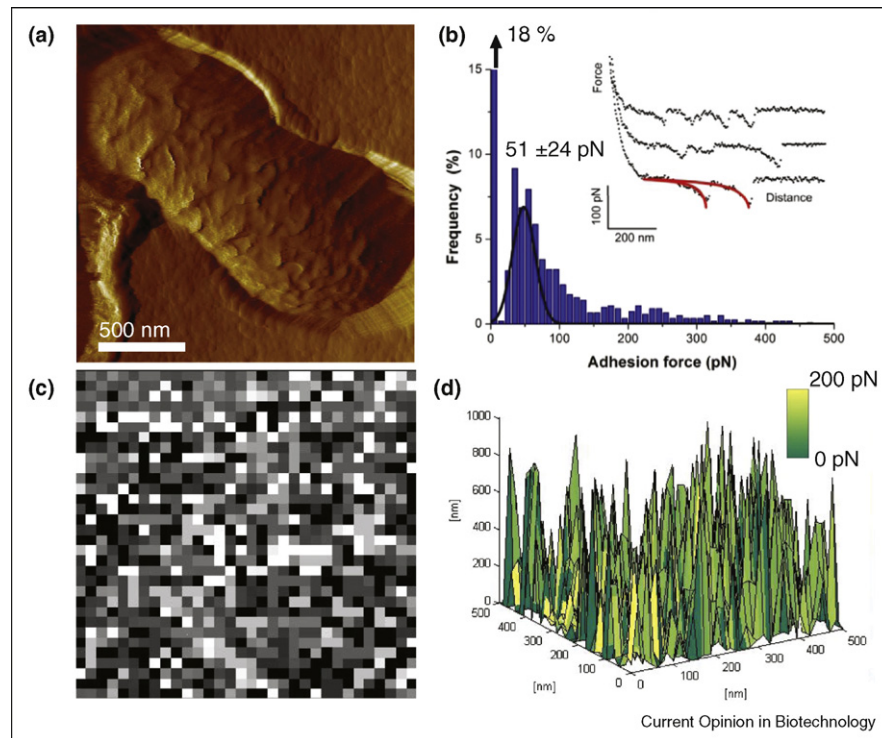 (a)
500 nm
(b)
18 %
51 ±24 pN
Frequency (%)
15
10
5
0
0
100
200
300
400
500
Adhesion force (pN)
Force
Distance
100 pN
200 nm
(c)
(d)
200 pN
0 pN
1000
800
600
400
200
0
[nm]
500
400
300
200
100
0
[nm]
0
100
200
300
400
500
[nm]
Current Opinion in Biotechnology